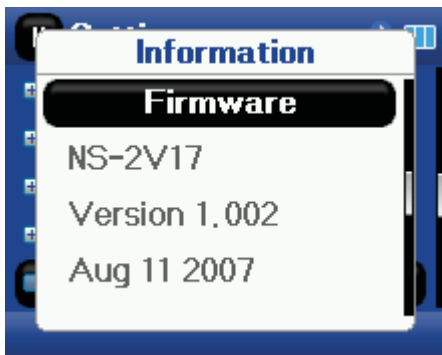 Information
Firmware
NS-2V17
Version 1.002
Aug 11 2007